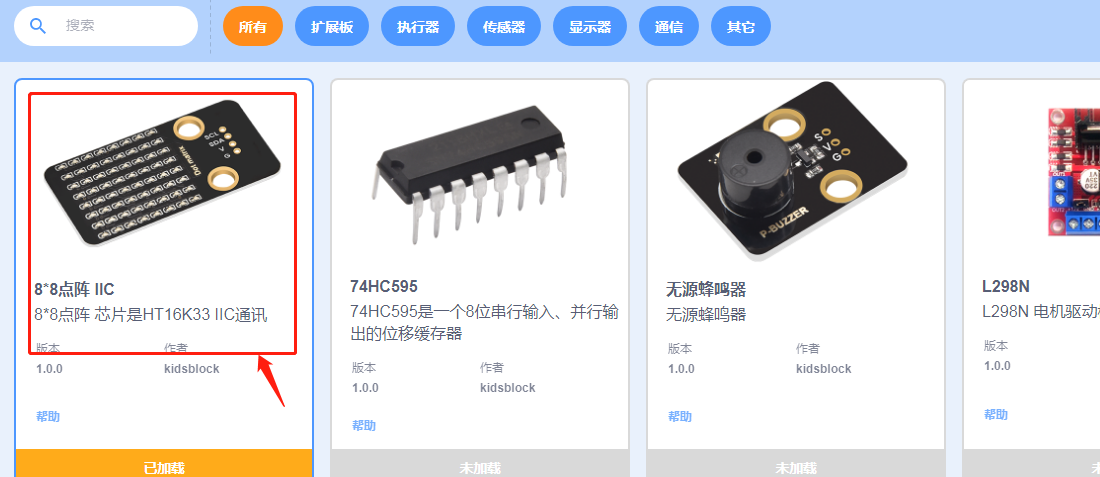 搜索
所有
扩展板
执行器
传感器
显示器
通信
其它
SCL
SDA
V
G
Dot matrix
8*8点阵 IIC
8*8点阵 芯片是HT16K33 IIC通讯
版本
作者
1.0.0
kidsblock
帮助
已加载
74HC595
74HC595是一个8位串行输入、并行输
出的位移缓存器
版本
作者
1.0.0
kidsblock
帮助
未加载
S
V
G
P-BUZZER
无源蜂鸣器
无源蜂鸣器
版本
作者
1.0.0
kidsblock
帮助
未加载
L298N
L298N 电机驱动
版本
1.0.0
帮助